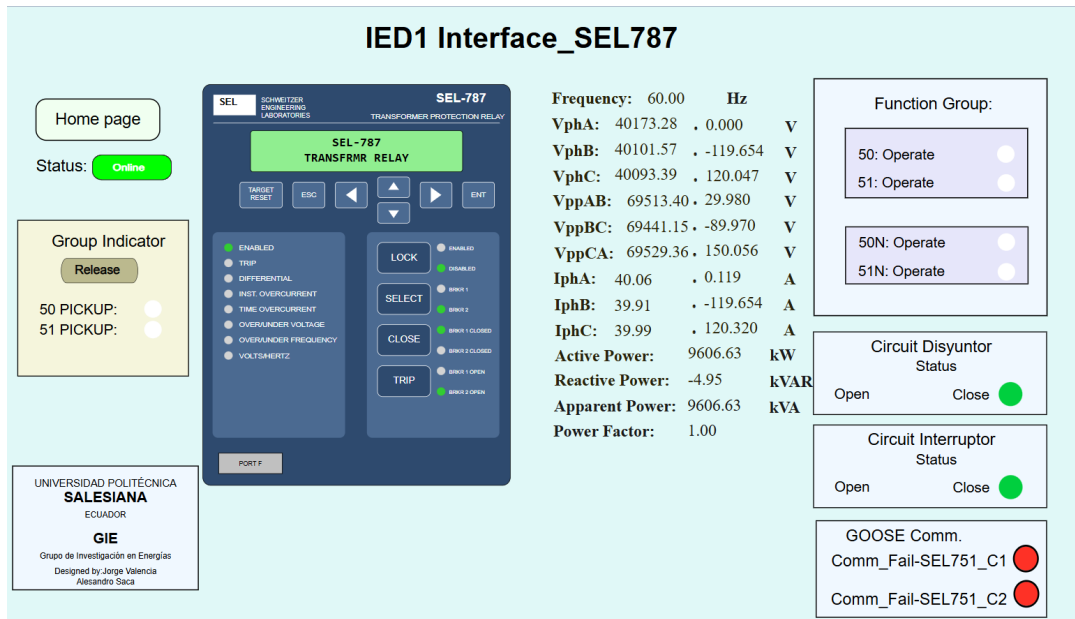 IED1 Interface_SEL787
Home page
Status: Online
Group Indicator
Release
50 PICKUP:
51 PICKUP:
UNIVERSIDAD POLITÉCNICA
SALESIANA
ECUADOR
GIE
Grupo de Investigación en Energías
Designed by:Jorge Valencia
Alesandro Saca
SEL
SCHWEITZER
ENGINEERING
LABORATORIES
SEL-787
TRANSFORMER PROTECTION RELAY
SEL-787
TRANSFRMR RELAY
TARGET
RESET
ESC
ENT
ENABLED
TRIP
DIFFERENTIAL
INST. OVERCURRENT
TIME OVERCURRENT
OVER/UNDER VOLTAGE
OVER/UNDER FREQUENCY
VOLTS/HERTZ
LOCK
ENABLED
DISABLED
SELECT
BRKR 1
BRKR 2
CLOSE
BRKR 1 CLOSED
BRKR 2 CLOSED
TRIP
BRKR 1 OPEN
BRKR 2 OPEN
PORT F
Frequency: 60.00 Hz
VphA: 40173.28 . 0.000 V
VphB: 40101.57 . -119.654 V
VphC: 40093.39 . 120.047 V
VppAB: 69513.40 . 29.980 V
VppBC: 69441.15 . -89.970 V
VppCA: 69529.36 . 150.056 V
IphA: 40.06 . 0.119 A
IphB: 39.91 . -119.654 A
IphC: 39.99 . 120.320 A
Active Power: 9606.63 kW
Reactive Power: -4.95 kVAR
Apparent Power: 9606.63 kVA
Power Factor: 1.00
Function Group:
50: Operate
51: Operate
50N: Operate
51N: Operate
Circuit Disyuntor
Status
Open Close
Circuit Interruptor
Status
Open Close
GOOSE Comm.
Comm_Fail-SEL751_C1
Comm_Fail-SEL751_C2